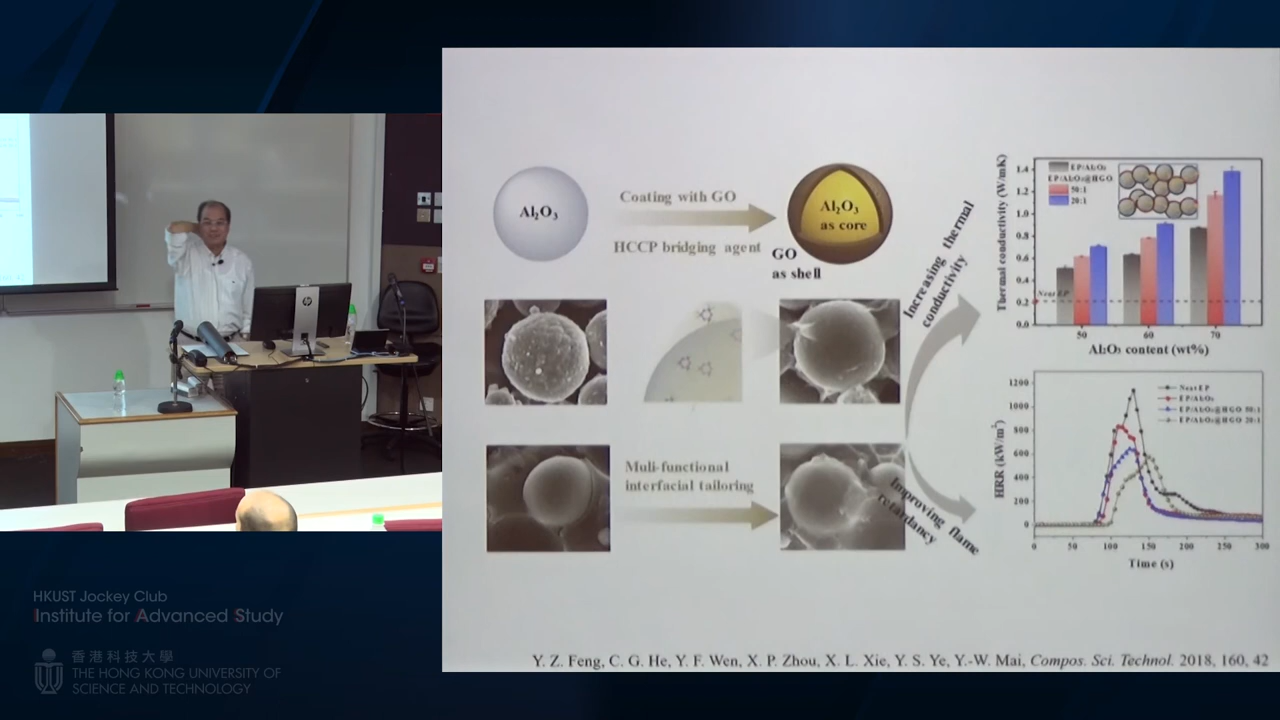 Al2O3
Coating with GO
HCCP bridging agent
Al2O3
as core
GO
as shell
Muli-functional
interfacial tailoring
Increasing thermal
conductivity
Improving flame
retardancy
Thermal conductivity (W/mK)
EP/Al2O3
EP/Al2O3@HGO
50:1
20:1
Neat EP
1.4
1.2
1.0
0.8
0.6
0.4
0.2
0.0
50
60
70
Al2O3 content (wt%)
HRR (kW/m2)
Neat EP
EP/Al2O3
EP/Al2O3@HGO 50:1
EP/Al2O3@HGO 20:1
1200
1000
800
600
400
200
0
0
50
100
150
200
250
300
Time (s)
Y. Z. Feng, C. G. He, Y. F. Wen, X. P. Zhou, X. L. Xie, Y. S. Ye, Y.-W. Mai, Compos. Sci. Technol. 2018, 160, 42
hp
HKUST Jockey Club
Institute for Advanced Study
香港科技大學
THE HONG KONG UNIVERSITY OF
SCIENCE AND TECHNOLOGY